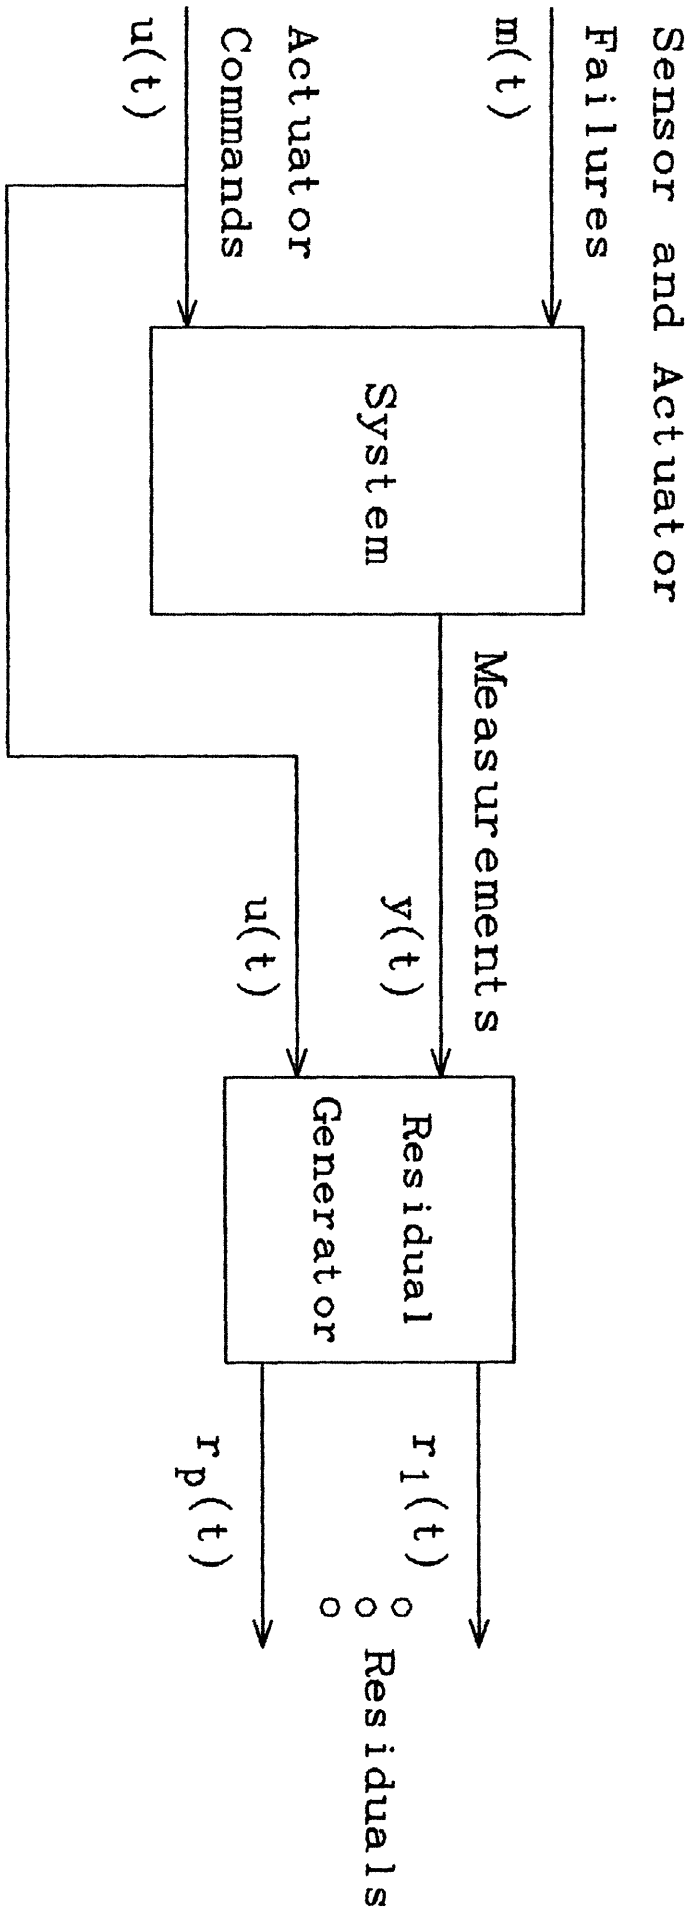 Sensor and Actuator
Failures
m(t)
Actuator
Commands
u(t)
System
Measurements
y(t)
u(t)
Residual
Generator
r1(t)
rp(t)
Residuals